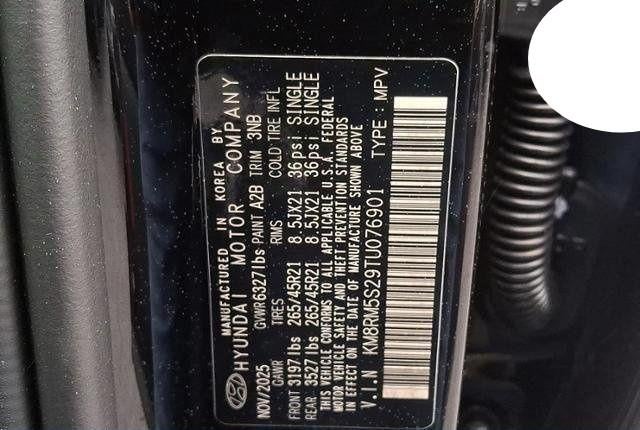 MANUFACTURED IN KOREA BY
HYUNDAI MOTOR COMPANY
NOV/2025 GVWR 6327lbs PAINT A2B TRIM 3NB
GAWR TIRES RIMS COLD TIRE INFL
FRONT 3197lbs 265/45R21 8.5JX21 36psi, SINGLE
REAR 3527lbs 265/45R21 8.5JX21 36psi, SINGLE
THIS VEHICLE CONFORMS TO ALL APPLICABLE U.S.A. FEDERAL
MOTOR VEHICLE SAFETY AND THEFT PREVENTION STANDARDS
IN EFFECT ON THE DATE OF MANUFACTURE SHOWN ABOVE
V.I.N KM8RM5S29TU076901 TYPE : MPV